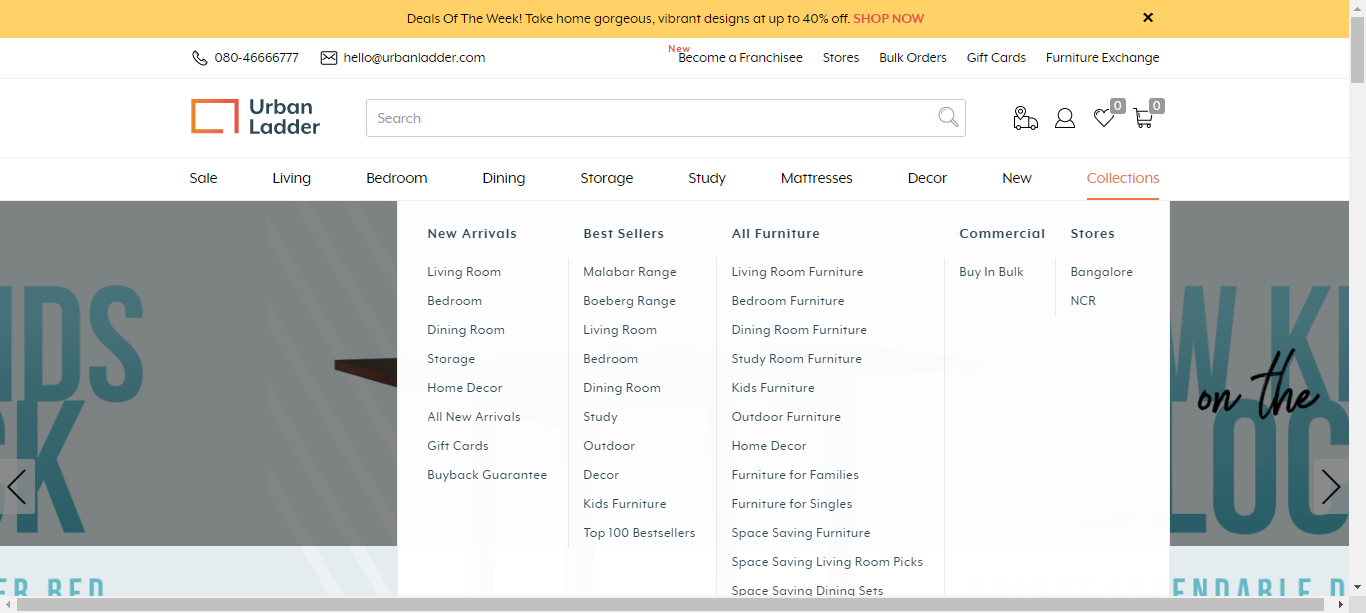 Deals Of The Week! Take home gorgeous, vibrant designs at up to 40% off. SHOP NOW
080-46666777 hello@urbanladder.com New Become a Franchisee Stores Bulk Orders Gift Cards Furniture Exchange
Urban
Ladder
Search
0
0
Sale Living Bedroom Dining Storage Study Mattresses Decor New Collections
New Arrivals
Living Room
Bedroom
Dining Room
Storage
Home Decor
All New Arrivals
Gift Cards
Buyback Guarantee
Best Sellers
Malabar Range
Boeberg Range
Living Room
Bedroom
Dining Room
Study
Outdoor
Decor
Kids Furniture
Top 100 Bestsellers
All Furniture
Living Room Furniture
Bedroom Furniture
Dining Room Furniture
Study Room Furniture
Kids Furniture
Outdoor Furniture
Home Decor
Furniture for Families
Furniture for Singles
Space Saving Furniture
Space Saving Living Room Picks
Space Saving Dining Sets
Commercial
Buy In Bulk
Stores
Bangalore
NCR
on the
BED